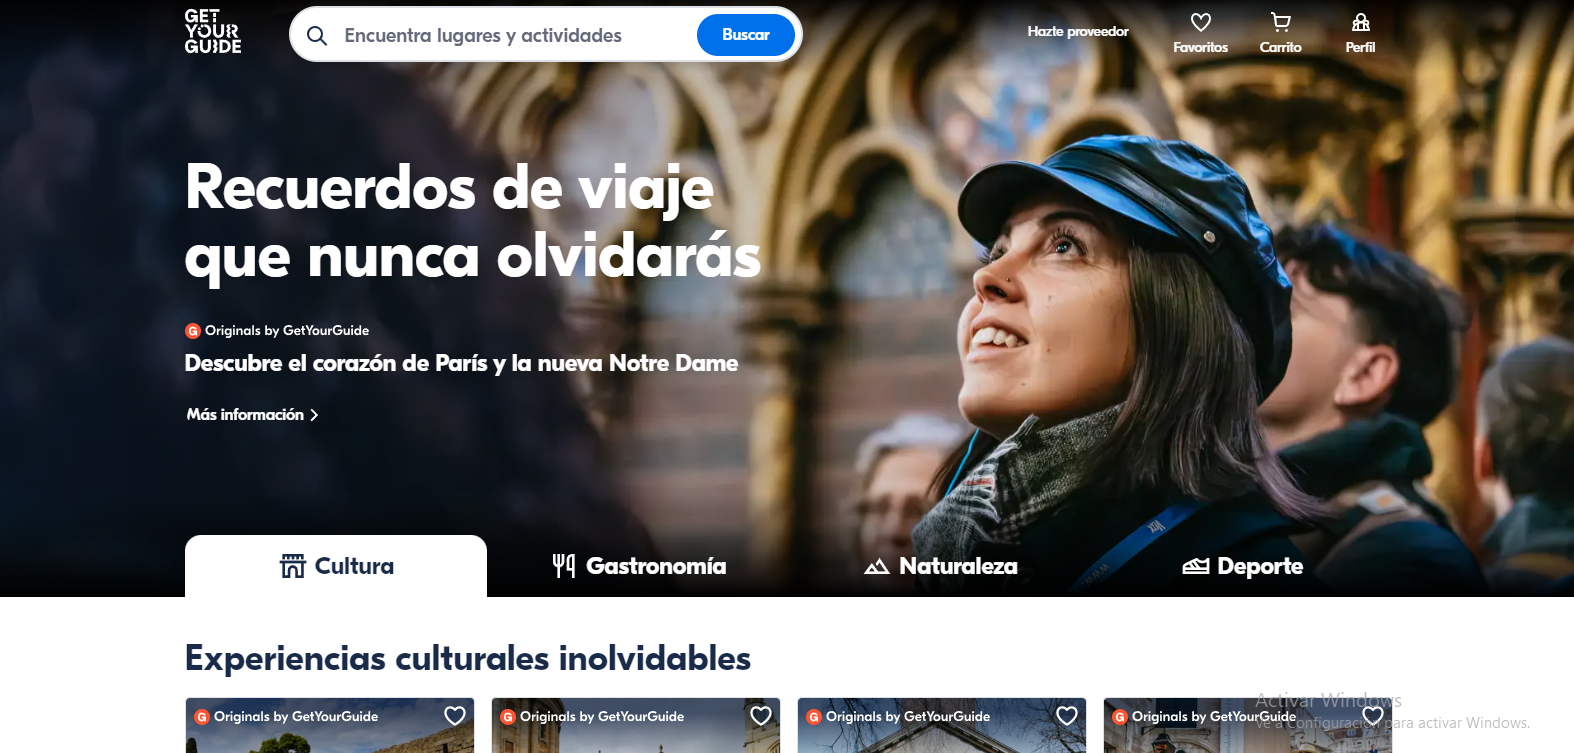 GET
YOUR
GUIDE
Encuentra lugares y actividades
Buscar
Hazte proveedor
Favoritos
Carrito
Perfil
Recuerdos de viaje
que nunca olvidarás
G Originals by GetYourGuide
Descubre el corazón de París y la nueva Notre Dame
Más información
Cultura
Gastronomía
Naturaleza
Deporte
Experiencias culturales inolvidables
G Originals by GetYourGuide
G Originals by GetYourGuide
G Originals by GetYourGuide
G Originals by GetYourGuide
Activar Windows
Ve a Configuración para activar Windows.